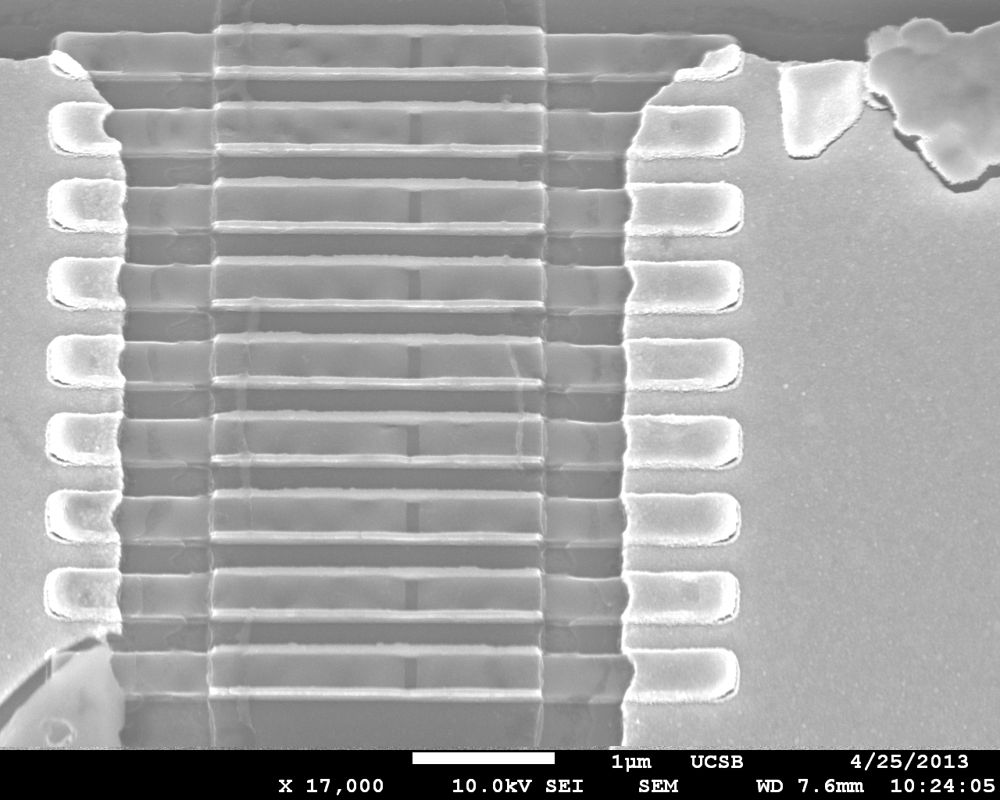 1µm UCSB 4/25/2013
X 17,000 10.0kV SEI SEM WD 7.6mm 10:24:05